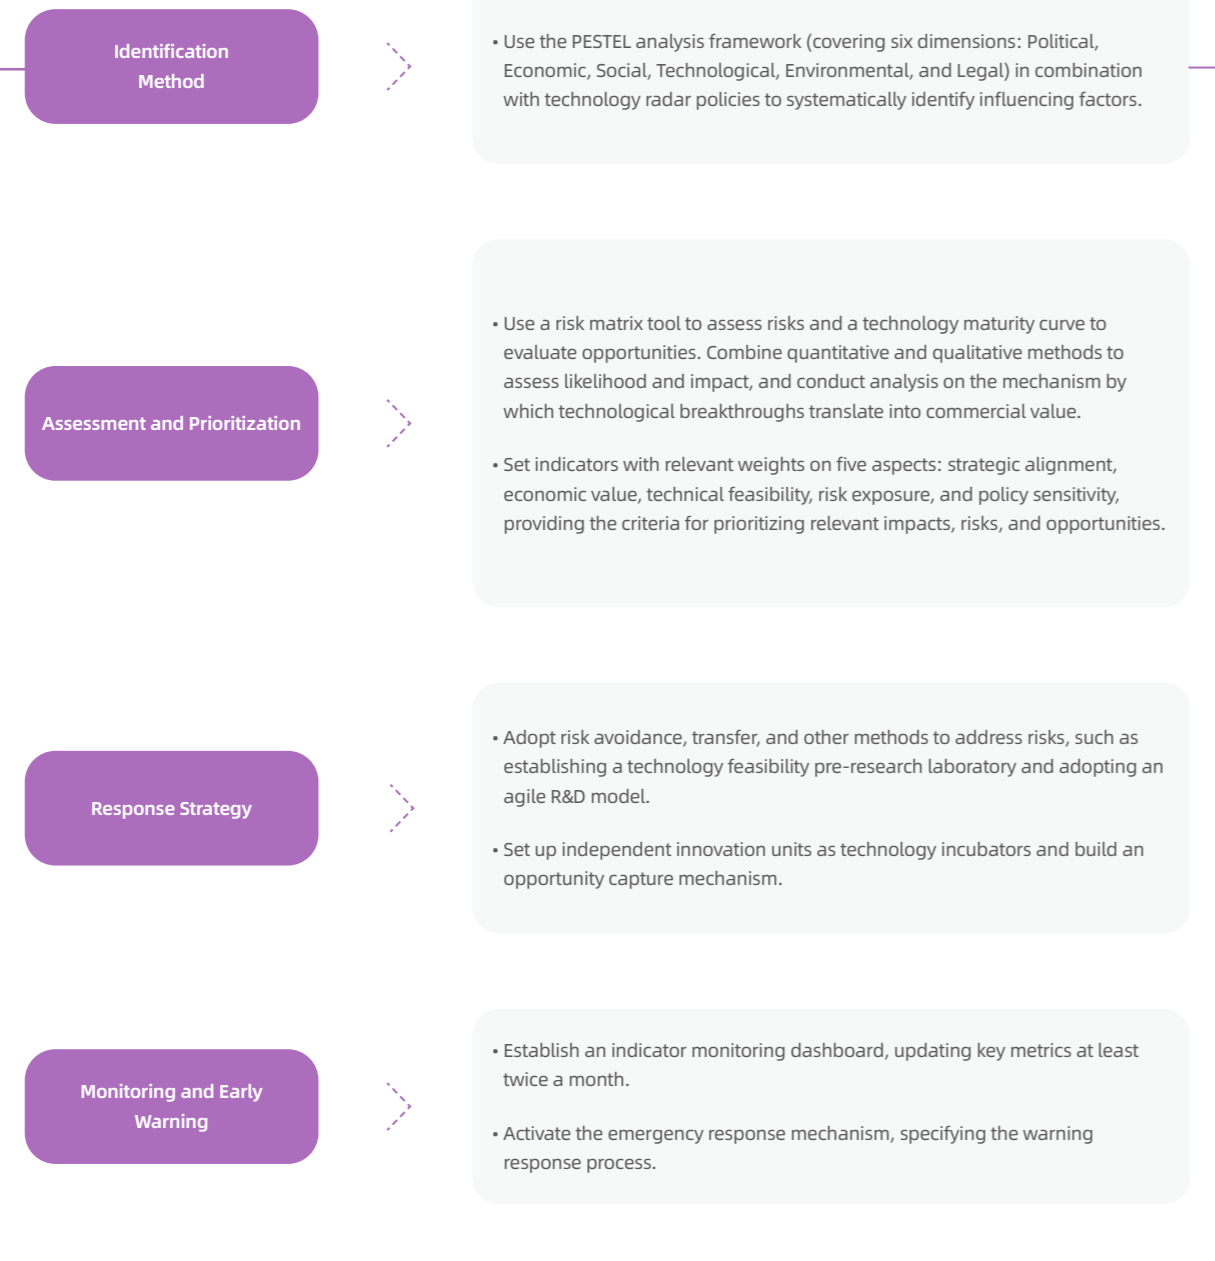 Identification
Method
• Use the PESTEL analysis framework (covering six dimensions: Political,
Economic, Social, Technological, Environmental, and Legal) in combination
with technology radar policies to systematically identify influencing factors.
Assessment and Prioritization
• Use a risk matrix tool to assess risks and a technology maturity curve to
evaluate opportunities. Combine quantitative and qualitative methods to
assess likelihood and impact, and conduct analysis on the mechanism by
which technological breakthroughs translate into commercial value.
• Set indicators with relevant weights on five aspects: strategic alignment,
economic value, technical feasibility, risk exposure, and policy sensitivity,
providing the criteria for prioritizing relevant impacts, risks, and opportunities.
Response Strategy
• Adopt risk avoidance, transfer, and other methods to address risks, such as
establishing a technology feasibility pre-research laboratory and adopting an
agile R&D model.
• Set up independent innovation units as technology incubators and build an
opportunity capture mechanism.
Monitoring and Early
Warning
• Establish an indicator monitoring dashboard, updating key metrics at least
twice a month.
• Activate the emergency response mechanism, specifying the warning
response process.